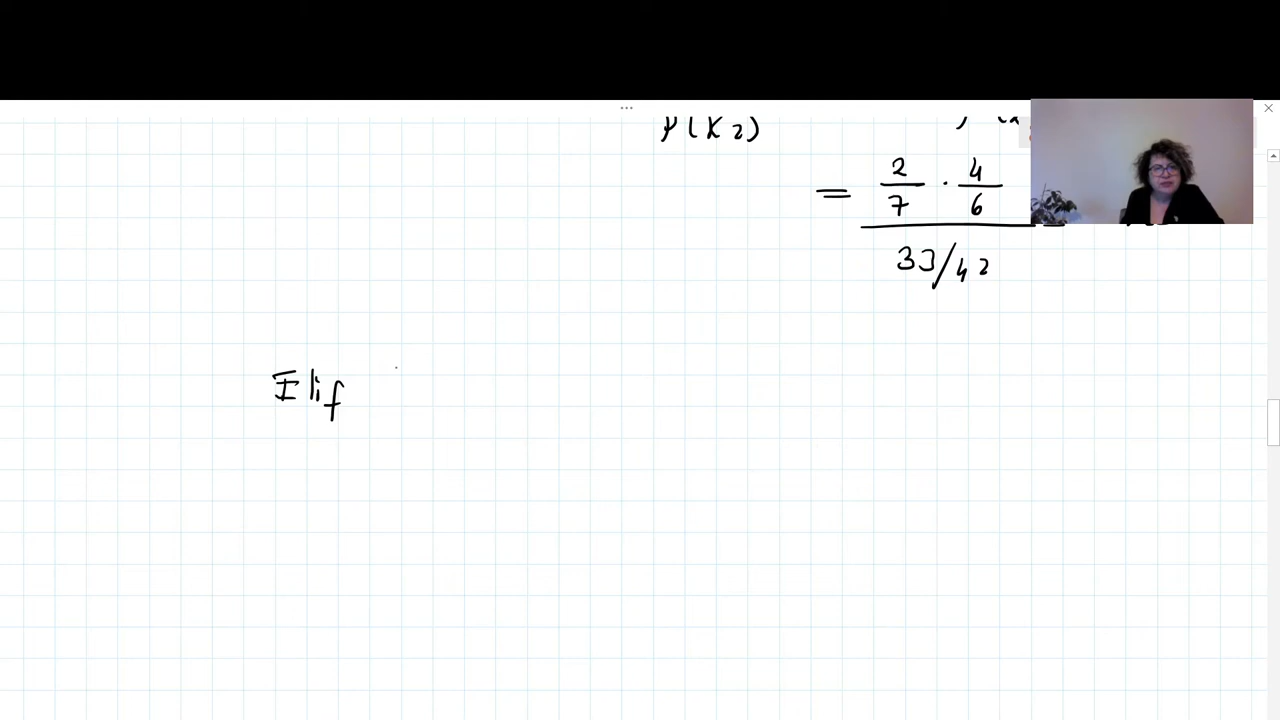 P(K2)
= 2/7 · 4/6
33/42
Elif